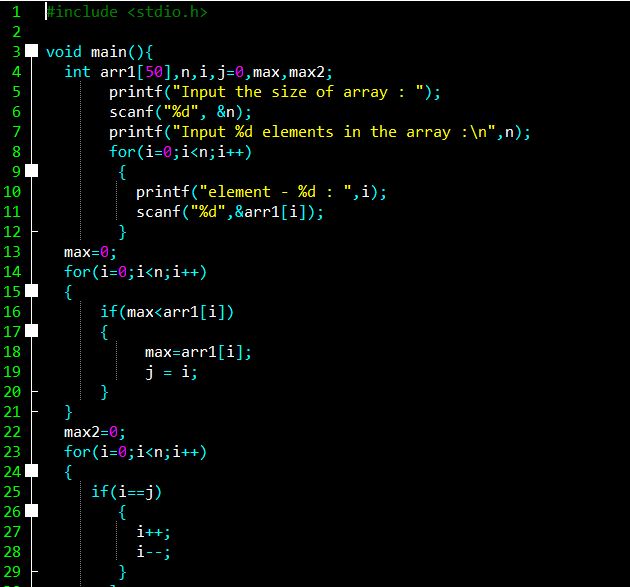 1 #include <stdio.h>
2
3 void main(){
4 int arr1[50],n,i,j=0,max,max2;
5 printf("Input the size of array : ");
6 scanf("%d", &n);
7 printf("Input %d elements in the array :\n",n);
8 for(i=0;i<n;i++)
9 {
10 printf("element - %d : ",i);
11 scanf("%d",&arr1[i]);
12 }
13 max=0;
14 for(i=0;i<n;i++)
15 {
16 if(max<arr1[i])
17 {
18 max=arr1[i];
19 j = i;
20 }
21 }
22 max2=0;
23 for(i=0;i<n;i++)
24 {
25 if(i==j)
26 {
27 i++;
28 i--;
29 }